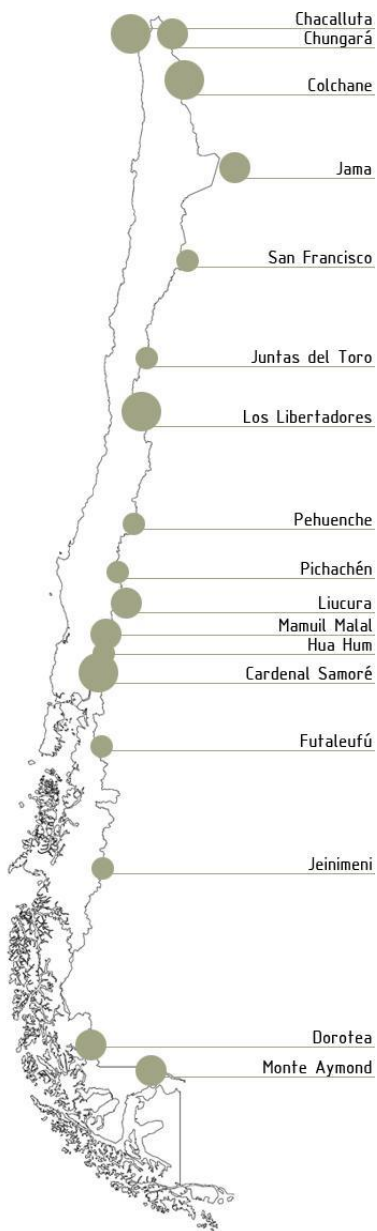 Chacalluta
Chungará
Colchane
Jama
San Francisco
Juntas del Toro
Los Libertadores
Pehuenche
Pichachén
Liucura
Mamuil Malal
Hua Hum
Cardenal Samoré
Futaleufú
Jeinimeni
Dorotea
Monte Aymond